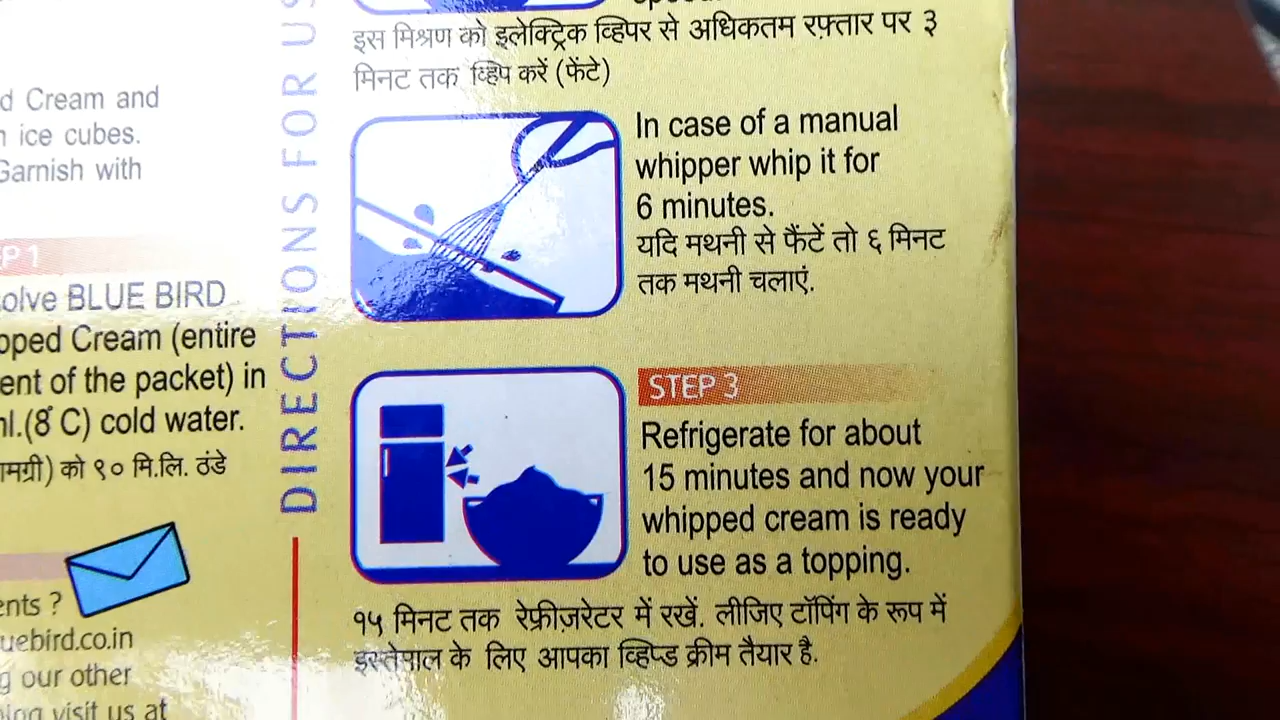 इस मिश्रण को इलेक्ट्रिक व्हिपर से अधिकतम रफ़्तार पर ३
मिनट तक व्हिप करें (फेंटे)
In case of a manual
whipper whip it for
6 minutes.
यदि मथनी से फैंटें तो ६ मिनट
तक मथनी चलाएं.
STEP 3
Refrigerate for about
15 minutes and now your
whipped cream is ready
to use as a topping.
१५ मिनट तक रेफ्रीज़रेटर में रखें. लीजिए टॉपिंग के रूप में
इस्तेमाल के लिए आपका व्हिप्ड क्रीम तैयार है.
DIRECTIONS FOR
d Cream and
ice cubes.
Garnish with
P 1
olve BLUE BIRD
pped Cream (entire
ent of the packet) in
l.(8° C) cold water.
को ९० मि.लि. ठंडे
ents ?
uebird.co.in
g our other
visit us at